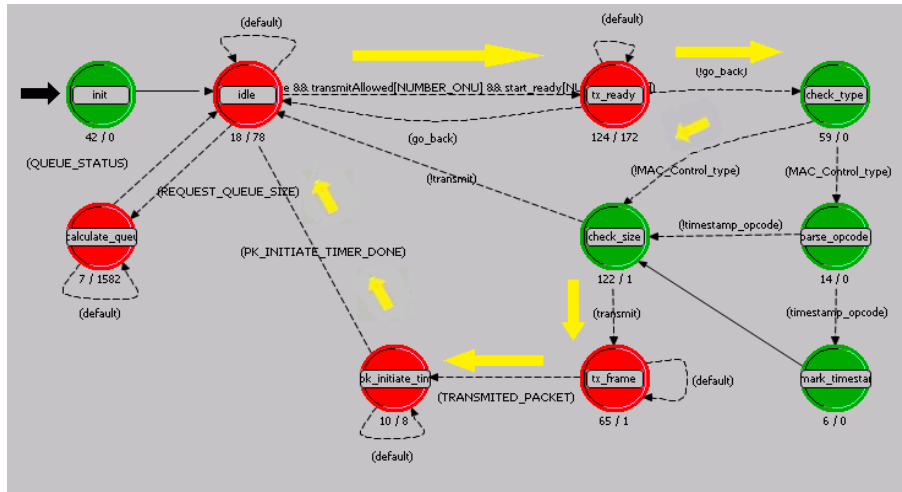 (default)
(default)
(!go_back)
init
idle
e && transmitAllowed[NUMBER_ONU] && start_ready[NU
])
tx_ready
check_type
42 / 0
18 / 78
(go_back)
124 / 172
59 / 0
(QUEUE_STATUS)
(!transmit)
(!MAC_Control_type)
(MAC_Control_type)
(REQUEST_QUEUE_SIZE)
calculate_queu
(!timestamp_opcode)
check_size
parse_opcode
(PK_INITIATE_TIMER_DONE)
7 / 1582
122 / 1
14 / 0
(default)
(transmit)
(timestamp_opcode)
pk_initiate_tim
tx_frame
(default)
mark_timestar
(TRANSMITED_PACKET)
10 / 8
65 / 1
6 / 0
(default)